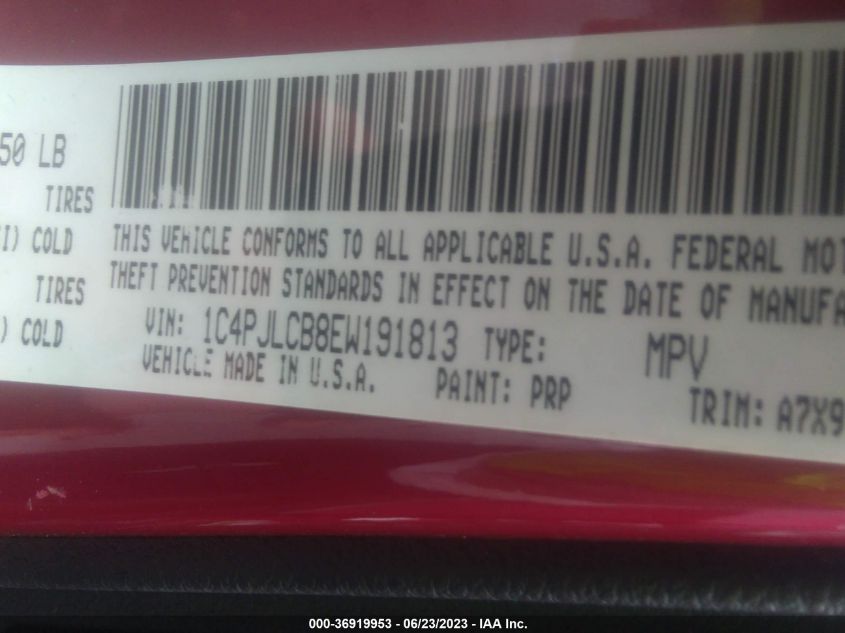 50 LB
TIRES
I) COLD
TIRES
) COLD
THIS VEHICLE CONFORMS TO ALL APPLICABLE U.S.A. FEDERAL MOT
THEFT PREVENTION STANDARDS IN EFFECT ON THE DATE OF MANUFA
VIN: 1C4PJLCB8EW191813 TYPE: MPV
VEHICLE MADE IN U.S.A. PAINT: PRP TRIM: A7X9
000-36919953 - 06/23/2023 - IAA Inc.